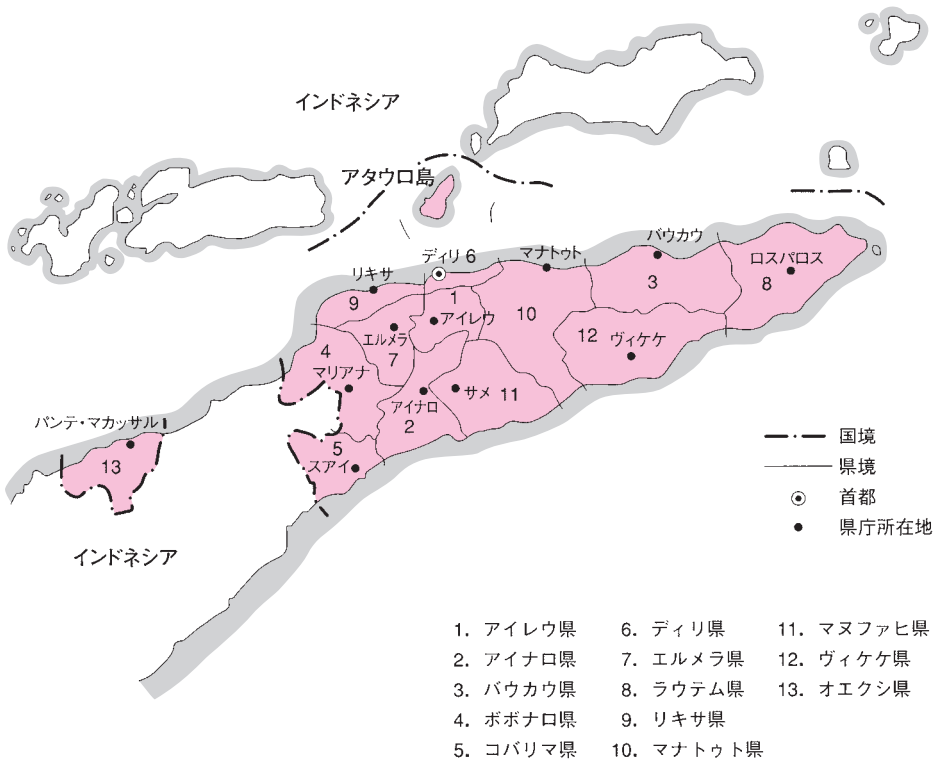 インドネシア
アタウロ島
バウカウ
マナトゥト
ディリ 6
ロスパロス
リキサ
3
8
9
1
アイレウ
10
エルメラ
12 ヴィケケ
4
7
マリアナ
サメ
11
アイナロ
2
パンテ・マカッサル
13
5
スアイ
インドネシア
国境
県境
首都
県庁所在地
1. アイレウ県
2. アイナロ県
3. バウカウ県
4. ボボナロ県
5. コバリマ県
6. ディリ県
7. エルメラ県
8. ラウテム県
9. リキサ県
10. マナトゥト県
11. マヌファヒ県
12. ヴィケケ県
13. オエクシ県